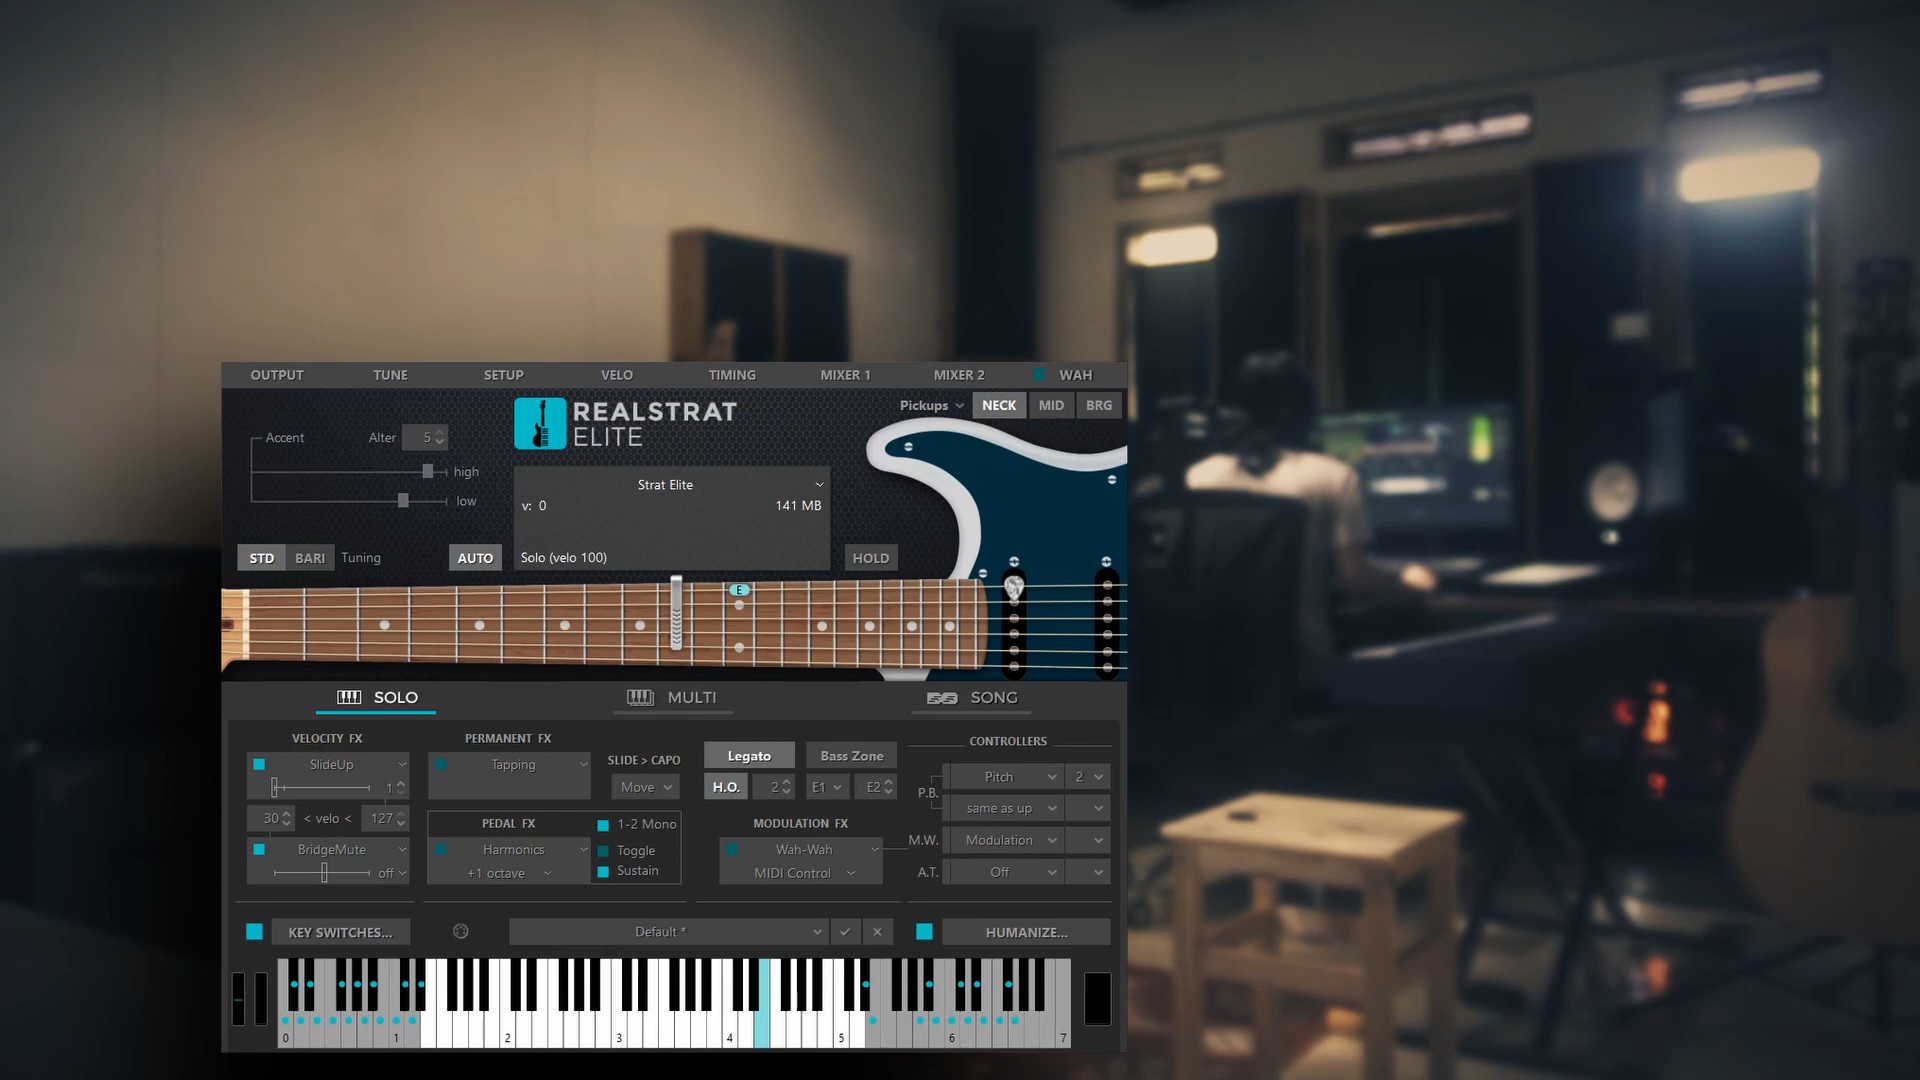 OUTPUT TUNE SETUP VELO TIMING MIXER 1 MIXER 2 WAH
Pickups NECK MID BRG
REALSTRAT
ELITE
Accent Alter 5
high
low
Strat Elite
v: 0 141 MB
STD BARI Tuning AUTO Solo (velo 100) HOLD
E
SOLO MULTI SONG
VELOCITY FX PERMANENT FX CONTROLLERS
SlideUp Tapping SLIDE > CAPO Legato Bass Zone
1 Move H.O. 2 E1 E2 P.B. Pitch 2
30 < velo < 127 same as up
PEDAL FX 1-2 Mono MODULATION FX
BridgeMute Harmonics Toggle Wah-Wah M.W. Modulation
off +1 octave Sustain MIDI Control A.T. Off
KEY SWITCHES... Default * HUMANIZE...
0 1 2 3 4 5 6 7